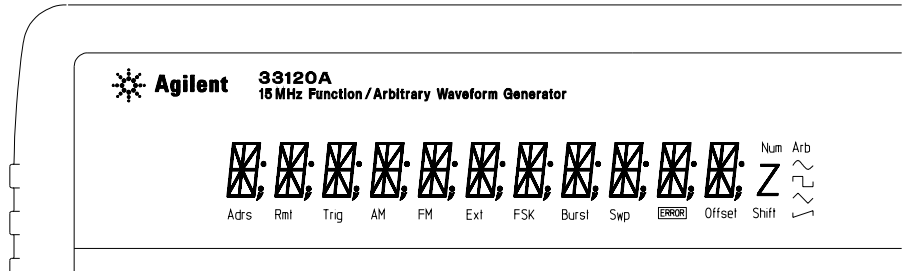 Agilent
33120A
15 MHz Function / Arbitrary Waveform Generator
Num Arb
Z
Adrs Rmt Trig AM FM Ext FSK Burst Swp ERROR Offset Shift